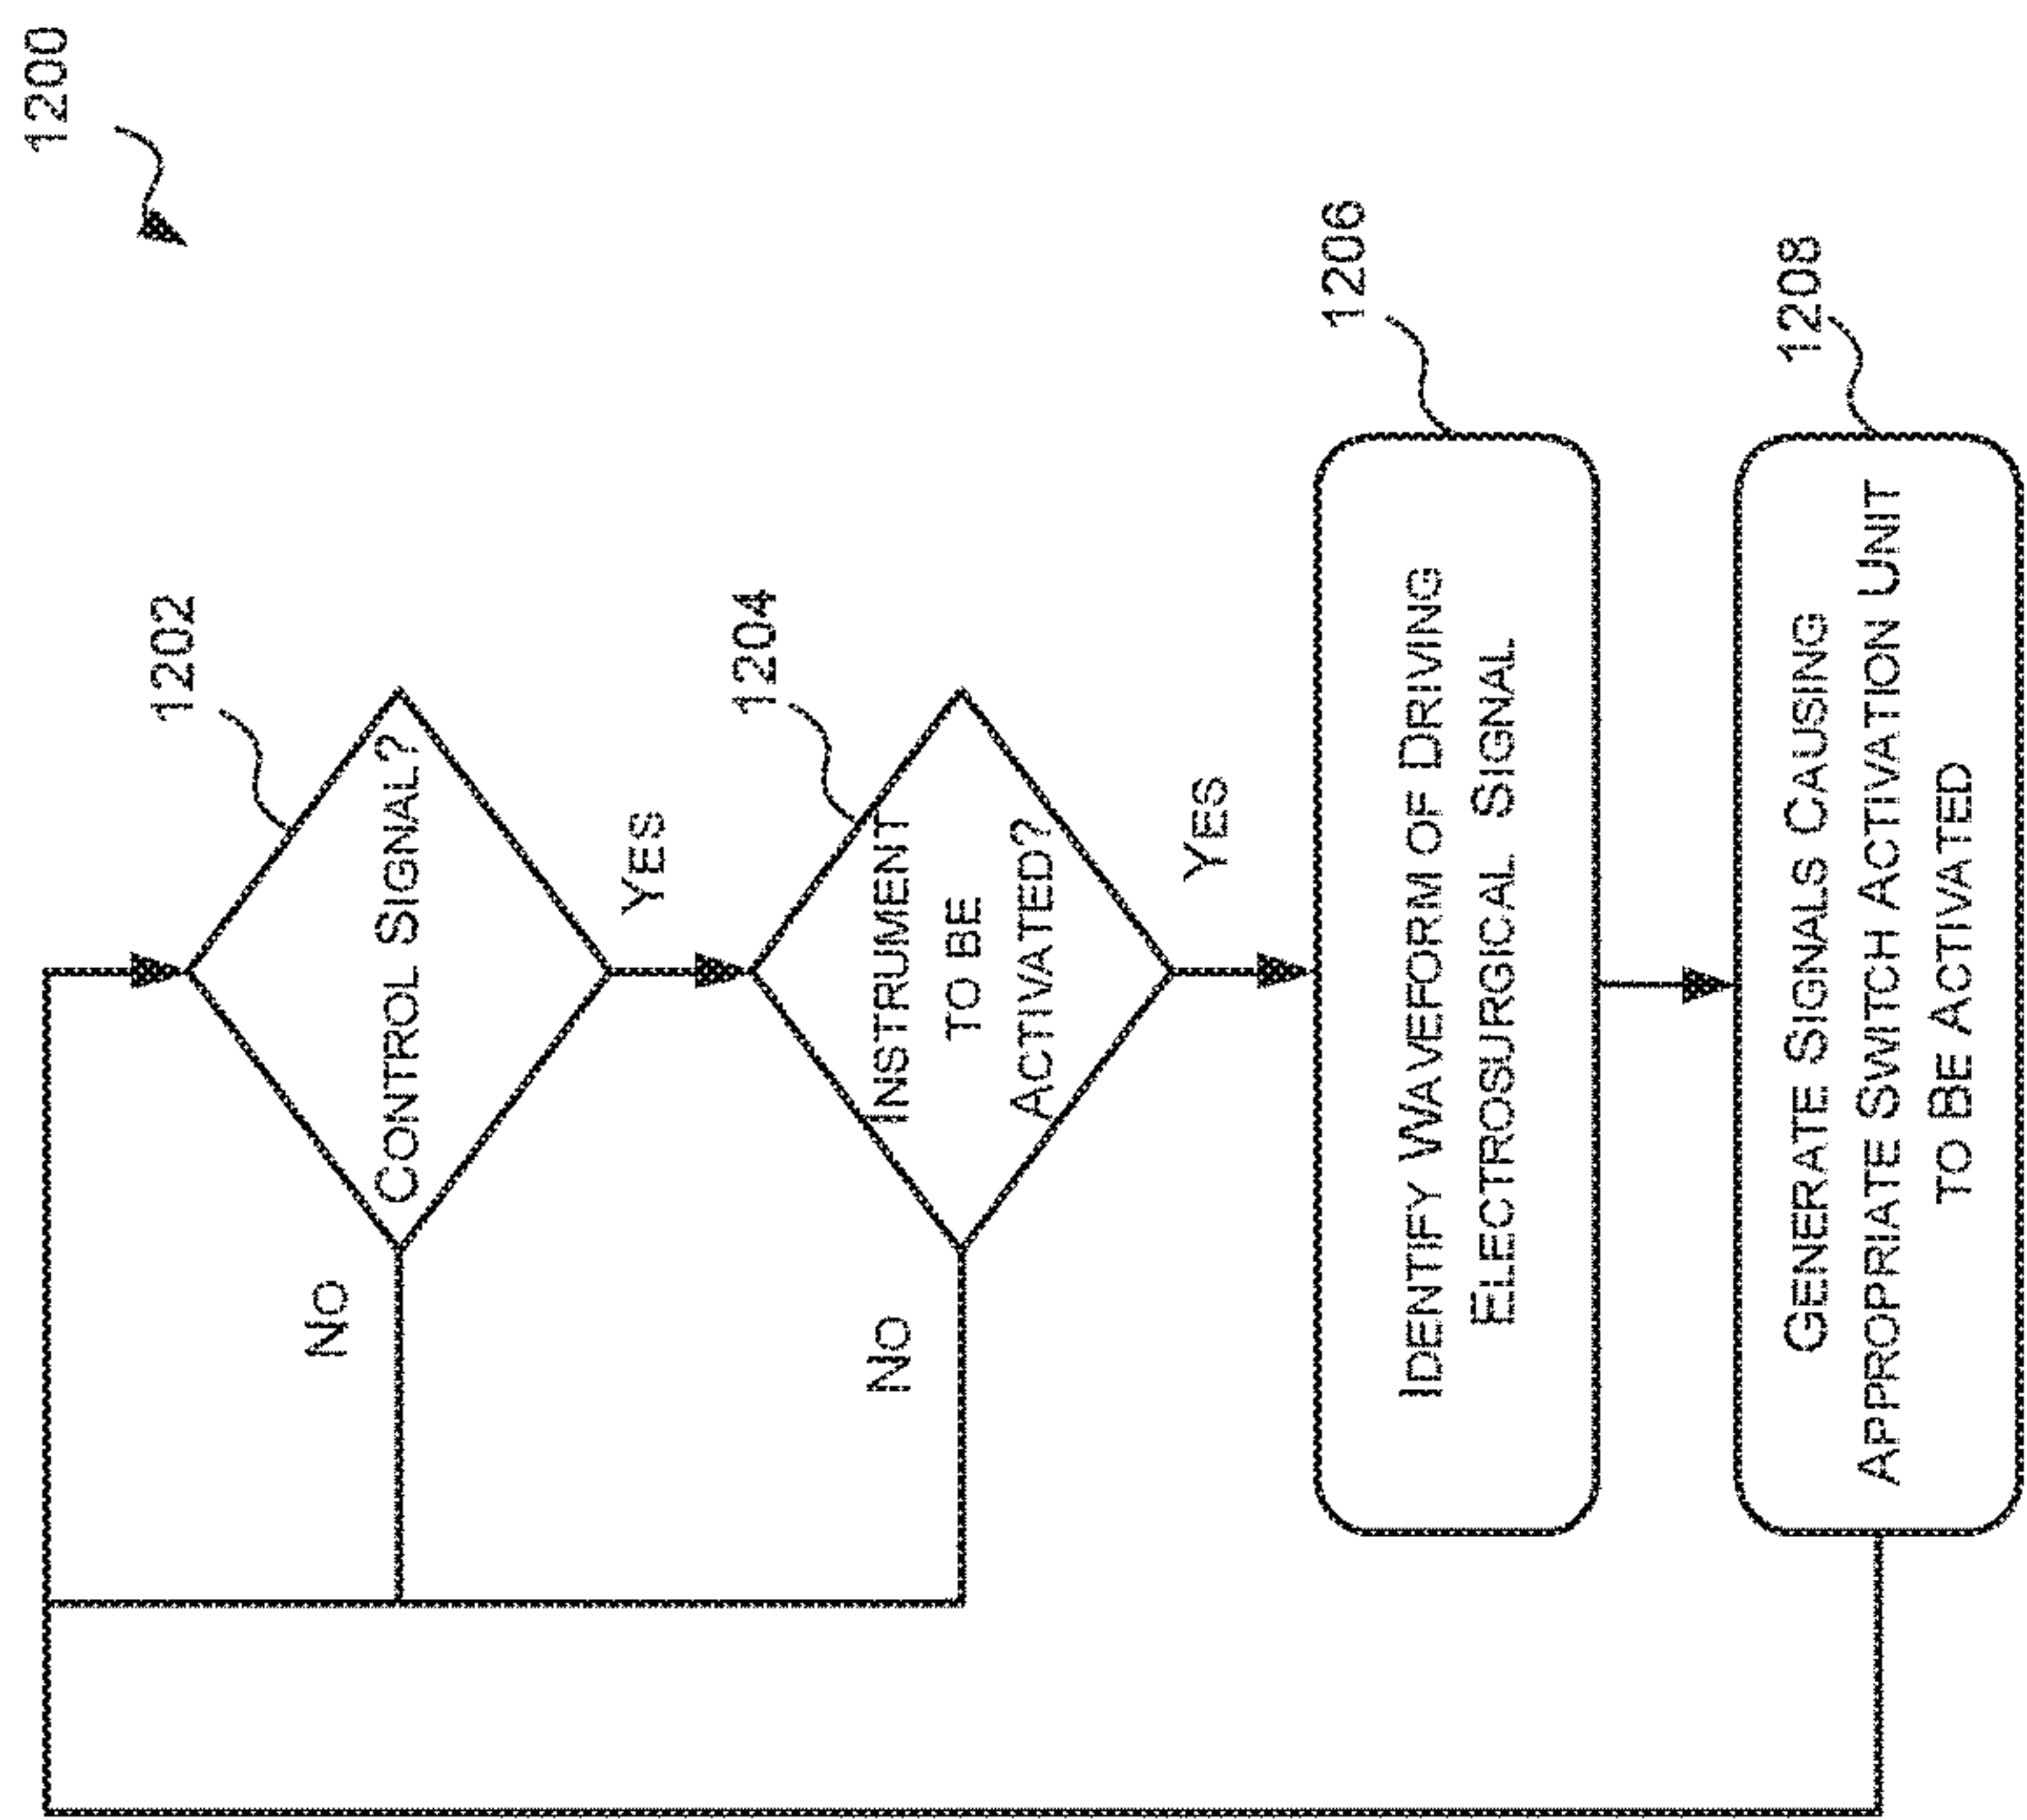 1200
1202
CONTROL SIGNAL?
NO
YES
1204
INSTRUMENT
TO BE
ACTIVATED?
NO
YES
1206
IDENTIFY WAVEFORM OF DRIVING
ELECTROSURGICAL SIGNAL
1208
GENERATE SIGNALS CAUSING
APPROPRIATE SWITCH ACTIVATION UNIT
TO BE ACTIVATED